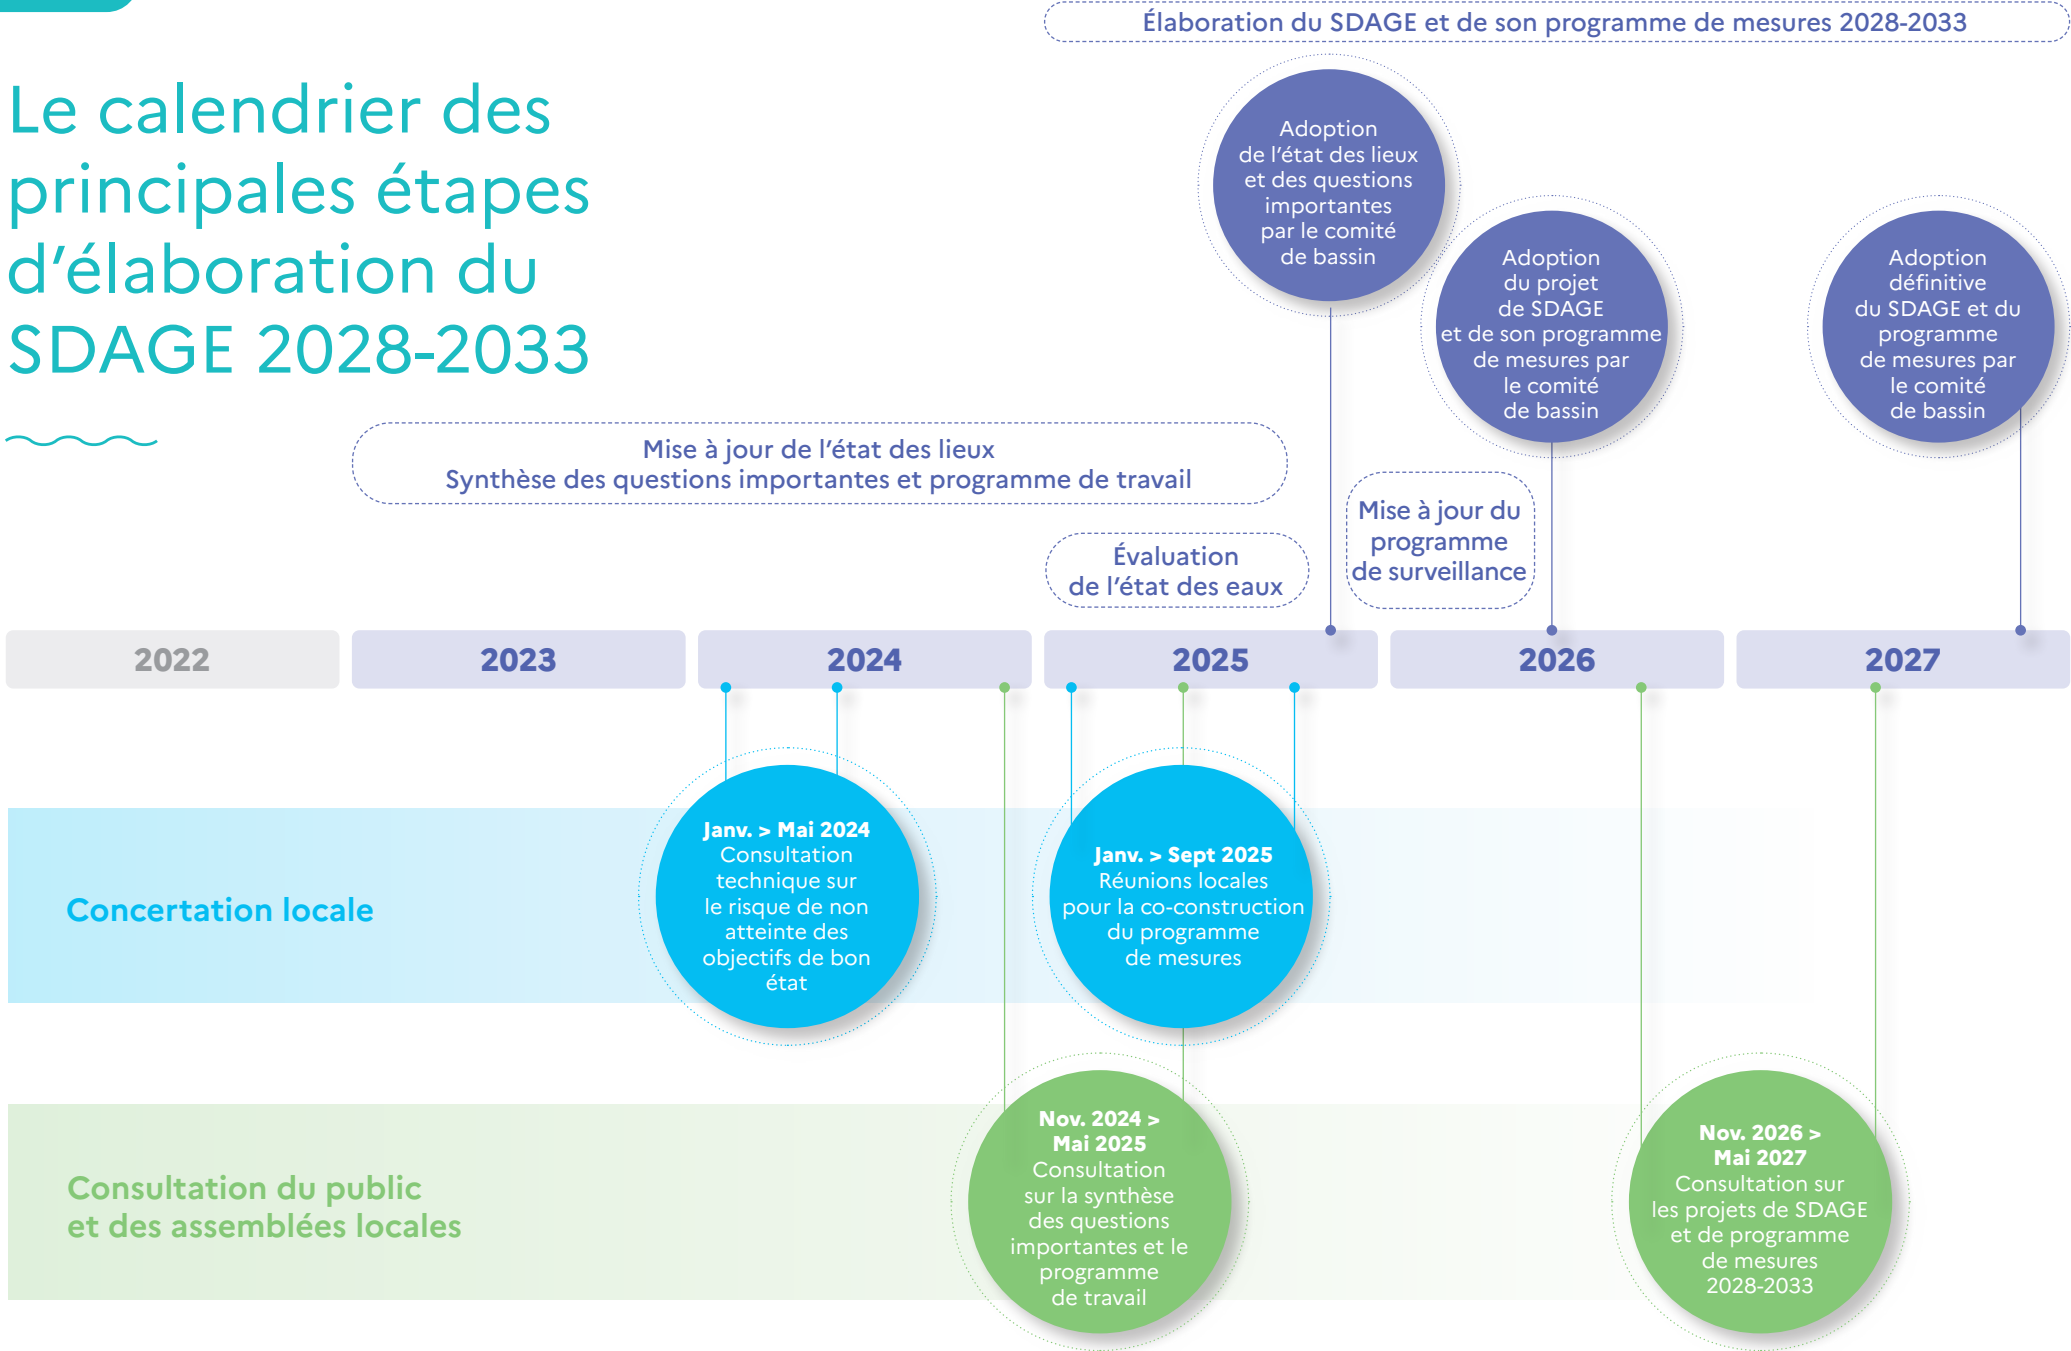 Élaboration du SDAGE et de son programme de mesures 2028-2033
Le calendrier des
principales étapes
d’élaboration du
SDAGE 2028-2033
Adoption
de l’état des lieux
et des questions
importantes
par le comité
de bassin
Adoption
du projet
de SDAGE
et de son programme
de mesures par
le comité
de bassin
Adoption
définitive
du SDAGE et du
programme
de mesures par
le comité
de bassin
Mise à jour de l’état des lieux
Synthèse des questions importantes et programme de travail
Évaluation
de l’état des eaux
Mise à jour du
programme
de surveillance
2022
2023
2024
2025
2026
2027
Concertation locale
Janv. > Mai 2024
Consultation
technique sur
le risque de non
atteinte des
objectifs de bon
état
Janv. > Sept 2025
Réunions locales
pour la co-construction
du programme
de mesures
Consultation du public
et des assemblées locales
Nov. 2024 >
Mai 2025
Consultation
sur la synthèse
des questions
importantes et le
programme
de travail
Nov. 2026 >
Mai 2027
Consultation sur
les projets de SDAGE
et de programme
de mesures
2028-2033